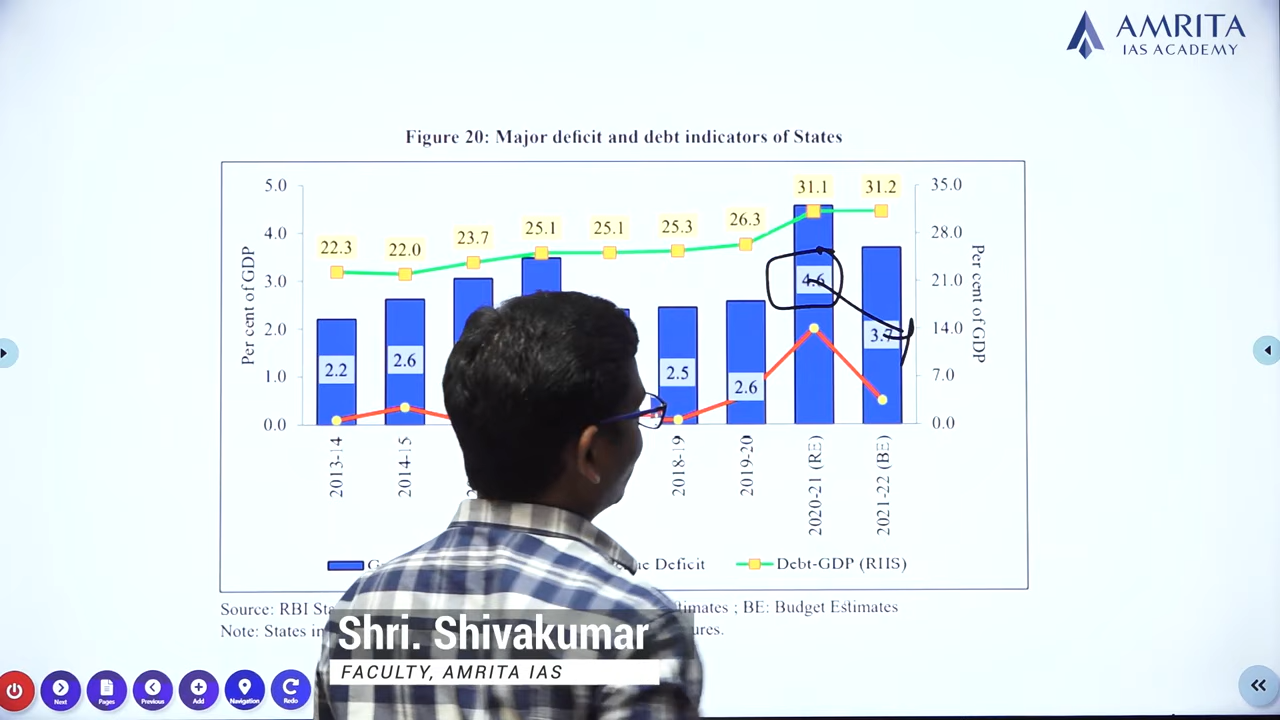 AMRITA
IAS ACADEMY
Figure 20: Major deficit and debt indicators of States
5.0
4.0
3.0
2.0
1.0
0.0
Per cent of GDP
35.0
28.0
21.0
14.0
7.0
0.0
Per cent of GDP
22.3
22.0
23.7
25.1
25.1
25.3
26.3
31.1
31.2
2.2
2.6
2.5
2.6
4.6
3.7
2013-14
2014-15
2018-19
2019-20
2020-21 (RE)
2021-22 (BE)
Deficit
Debt-GDP (RHS)
Source: RBI
; BE: Budget Estimates
Note: States
Shri. Shivakumar
FACULTY, AMRITA IAS
Next
Pages
Previous
Add
Navigation
Redo